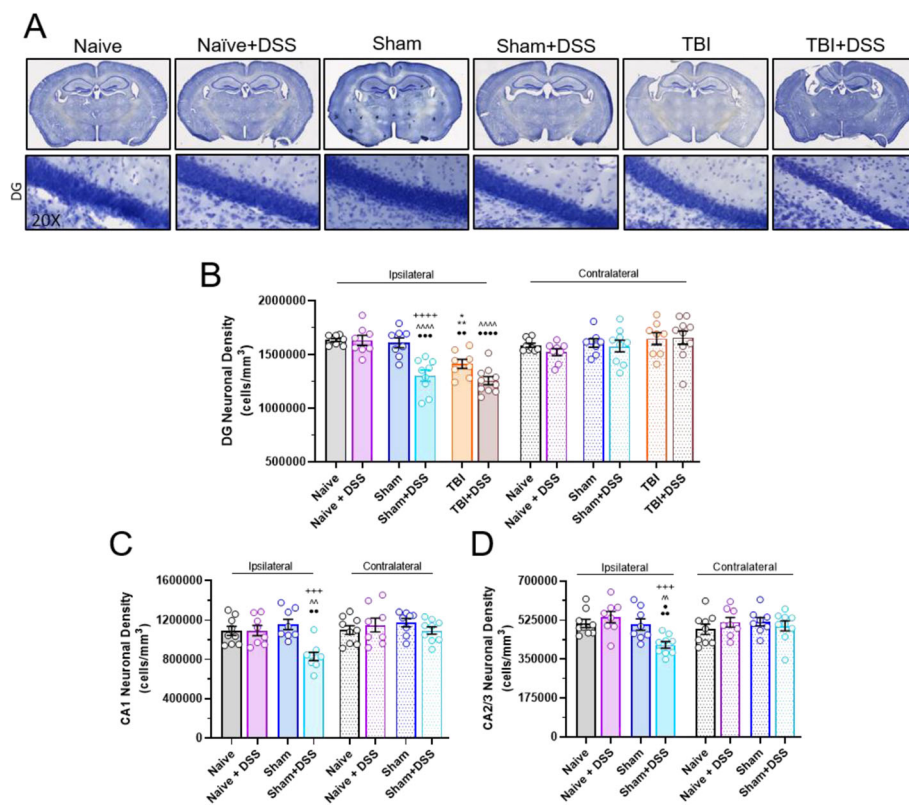 A
Naive
Naïve+DSS
Sham
Sham+DSS
TBI
TBI+DSS
DG
20X
B
Ipsilateral
Contralateral
DG Neuronal Density
(cells/mm³)
2000000
1500000
1000000
500000
++++
^^^^
●●●
*
**
●●
^^^^
●●●●
Naive
Naive + DSS
Sham
Sham+DSS
TBI
TBI+DSS
Naive
Naive + DSS
Sham
Sham+DSS
TBI
TBI+DSS
C
Ipsilateral
Contralateral
CA1 Neuronal Density
(cells/mm³)
1600000
1200000
800000
400000
0
+++
^^
●●
Naive
Naive + DSS
Sham
Sham+DSS
Naive
Naive + DSS
Sham
Sham+DSS
D
Ipsilateral
Contralateral
CA2/3 Neuronal Density
(cells/mm³)
700000
525000
350000
175000
0
+++
^^
●
●●
Naive
Naive + DSS
Sham
Sham+DSS
Naive
Naive + DSS
Sham
Sham+DSS